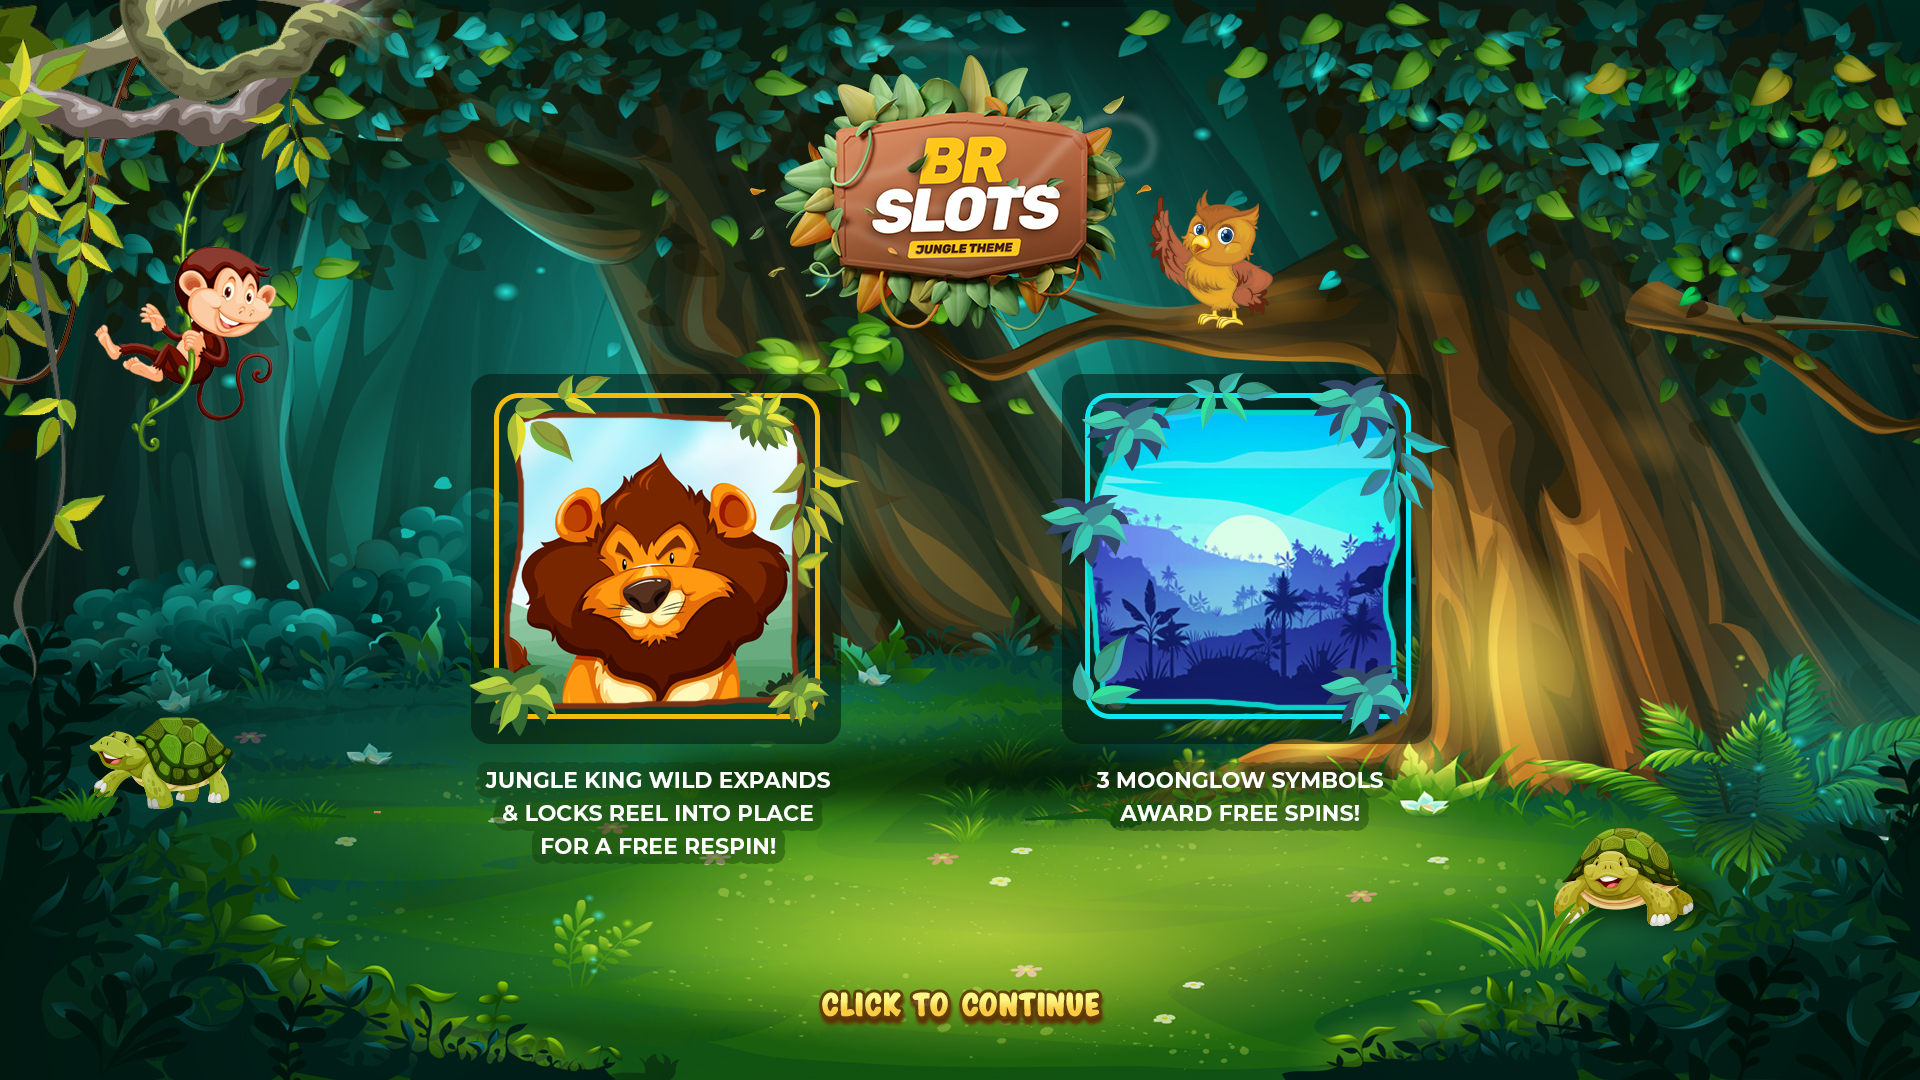 BR
SLOTS
JUNGLE THEME
JUNGLE KING WILD EXPANDS
& LOCKS REEL INTO PLACE
FOR A FREE RESPIN!
3 MOONGLOW SYMBOLS
AWARD FREE SPINS!
CLICK TO CONTINUE